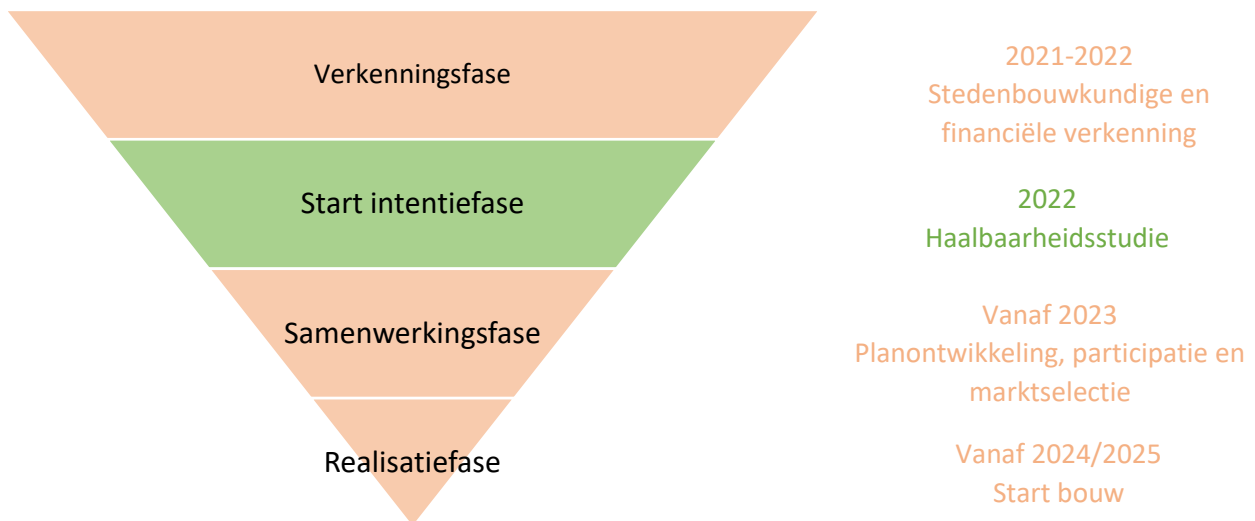 Verkenningsfase
2021-2022
Stedenbouwkundige en
financiële verkenning
Start intentiefase
2022
Haalbaarheidsstudie
Samenwerkingsfase
Vanaf 2023
Planontwikkeling, participatie en
marktselectie
Realisatiefase
Vanaf 2024/2025
Start bouw